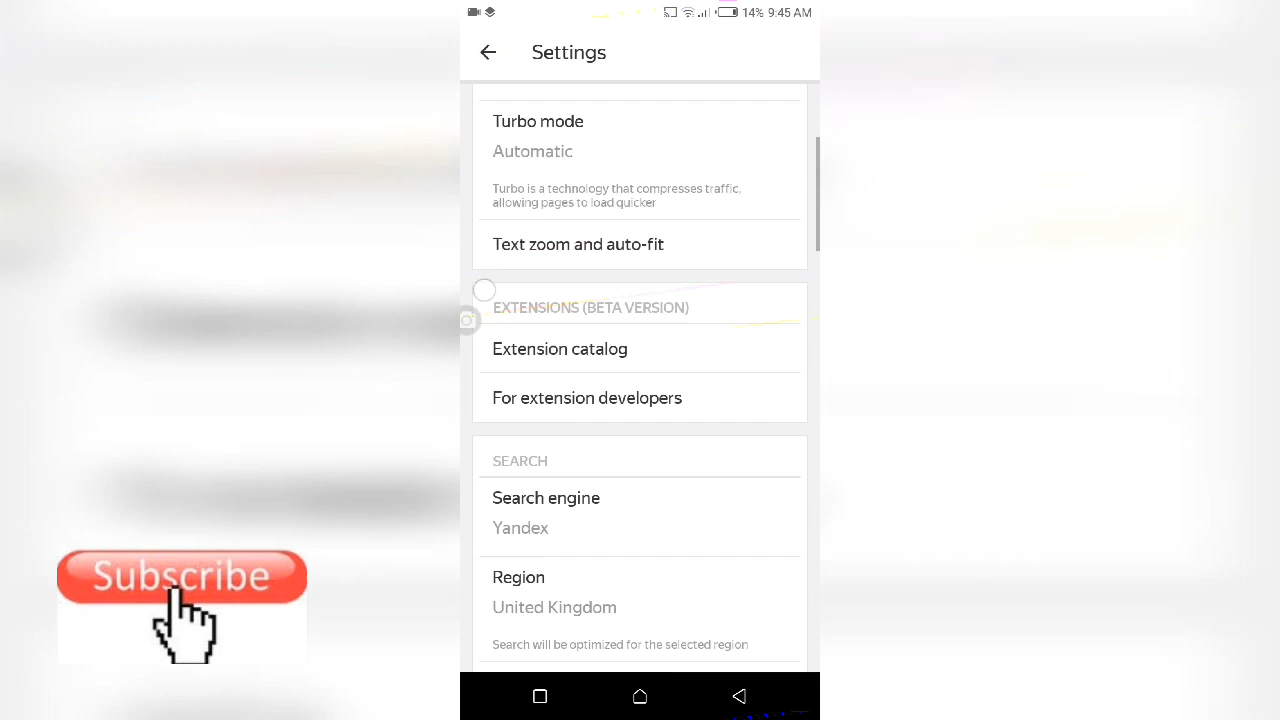 14% 9:45 AM
Settings
Turbo mode
Automatic
Turbo is a technology that compresses traffic,
allowing pages to load quicker
Text zoom and auto-fit
EXTENSIONS (BETA VERSION)
Extension catalog
For extension developers
SEARCH
Search engine
Yandex
Subscribe
Region
United Kingdom
Search will be optimized for the selected region